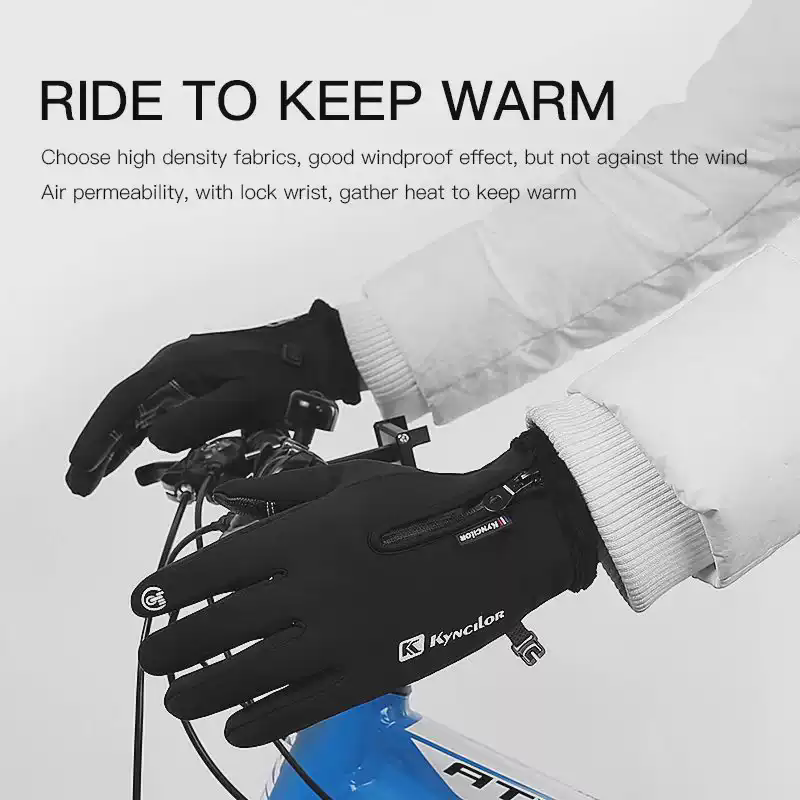 RIDE TO KEEP WARM
Choose high density fabrics, good windproof effect, but not against the wind
Air permeability, with lock wrist, gather heat to keep warm
KYNCILOR
K KYNCILOR
AT